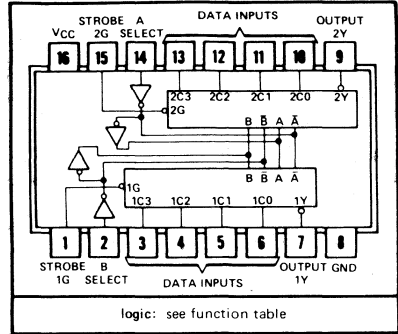 STROBE A DATA INPUTS OUTPUT
VCC 2G SELECT 2Y
16 15 14 13 12 11 10 9
2C3 2C2 2C1 2C0 2Y
2G
B B̅ A A̅
B B̅ A A̅
1G
1C3 1C2 1C1 1C0 1Y
1 2 3 4 5 6 7 8
STROBE B DATA INPUTS OUTPUT GND
1G SELECT 1Y
logic: see function table